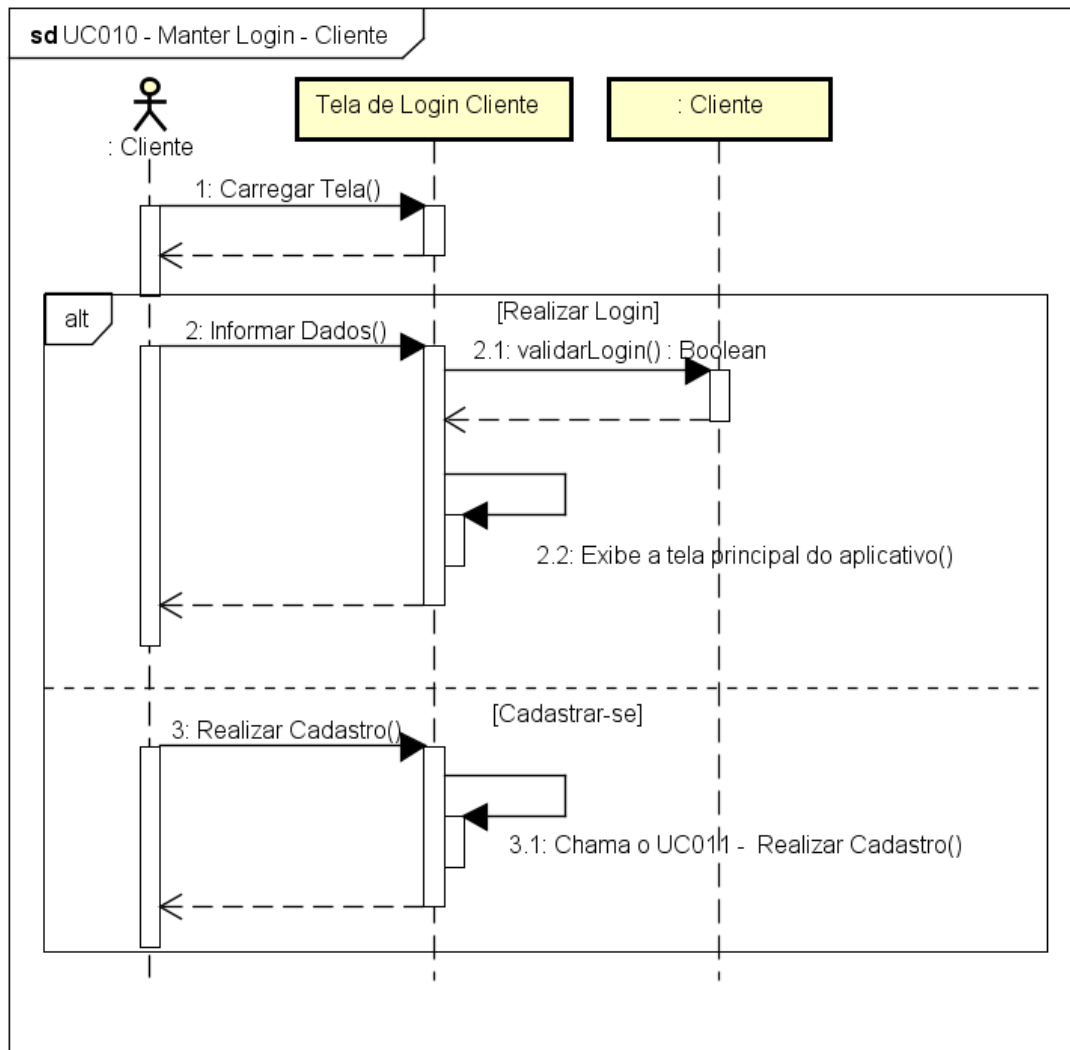 sd UC010 - Manter Login - Cliente
: Cliente
Tela de Login Cliente
: Cliente
1: Carregar Tela()
alt
[Realizar Login]
2: Informar Dados()
2.1: validarLogin() : Boolean
2.2: Exibe a tela principal do aplicativo()
[Cadastrar-se]
3: Realizar Cadastro()
3.1: Chama o UC011 - Realizar Cadastro()